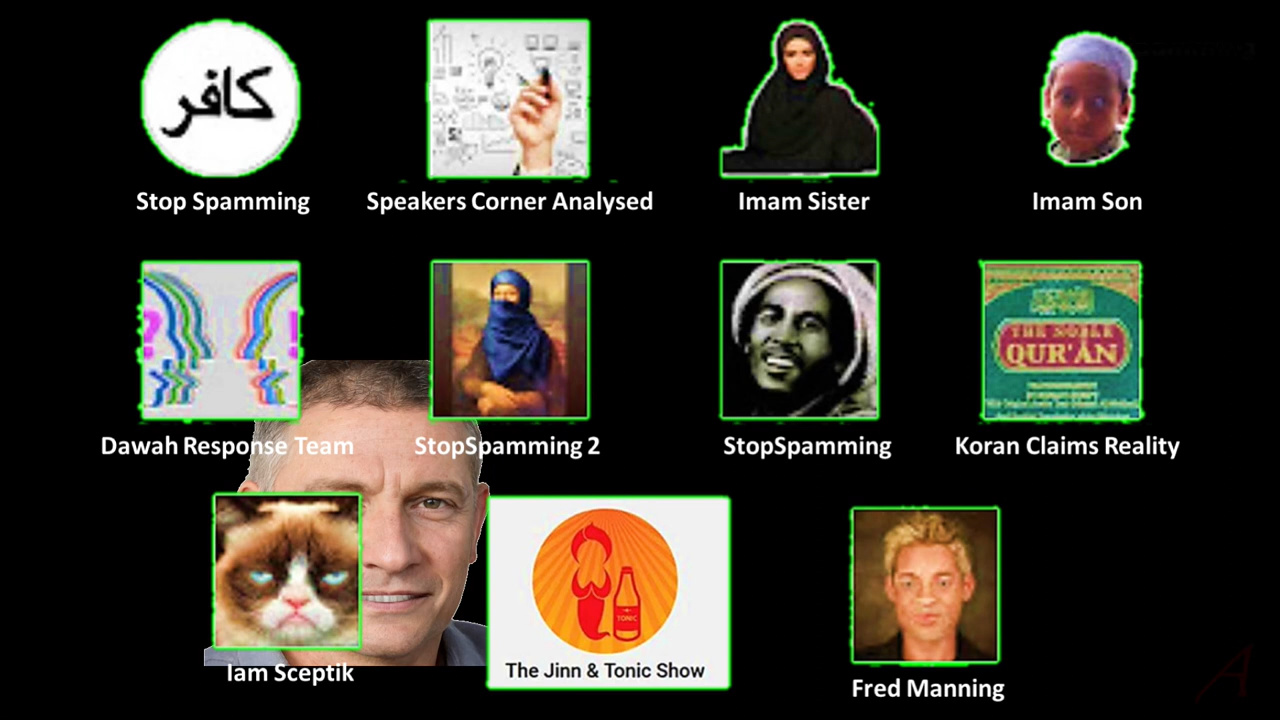 كافر
Stop Spamming
Speakers Corner Analysed
Imam Sister
Imam Son
THE NOBLE
QUR'ÂN
Dawah Response Team
StopSpamming 2
StopSpamming
Koran Claims Reality
TONIC
Iam Sceptik
The Jinn & Tonic Show
Fred Manning
A